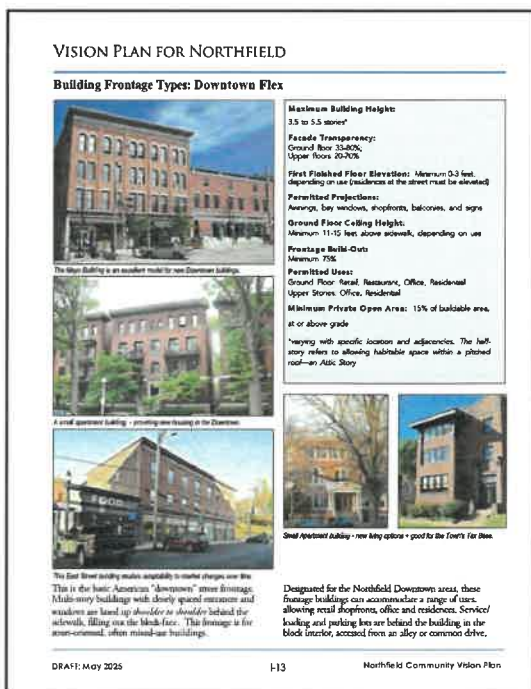 VISION PLAN FOR NORTHFIELD
Building Frontage Types: Downtown Flex
The Mayo Building is an excellent model for new Downtown buildings.
A small apartment building - providing new housing in the Downtown.
This East Street building studies adaptability to market changes over time.
This is the basic American "downtown" street frontage.
Multi-story buildings with closely spaced entrances and
windows are lined up shoulder to shoulder behind the
sidewalk, filling out the block-face. This frontage is for
street-oriented, often mixed-use buildings.
Maximum Building Height:
3.5 to 5.5 stories*
Facade Transparency:
Ground floor 33-80%;
Upper floors 20-70%
First Finished Floor Elevation: Minimum 0-3 feet,
depending on use (residences at the street must be elevated)
Permitted Projections:
Awnings, bay windows, shopfronts, balconies, and signs
Ground Floor Ceiling Height:
Minimum 11-15 feet above sidewalk, depending on use
Frontage Build-Out:
Minimum 75%
Permitted Uses:
Ground Floor: Retail, Restaurant, Office, Residential
Upper Stories: Office, Residential
Minimum Private Open Area: 15% of buildable area,
at or above grade
*varying with specific location and adjacencies. The half-
story refers to allowing habitable space within a pitched
roof—an Attic Story
Small Apartment building - new living options + good for the Town's Tax Base.
Designated for the Northfield Downtown areas, these
frontage buildings can accommodate a range of uses,
allowing retail shopfronts, office and residences. Service/
loading and parking lots are behind the building in the
block interior, accessed from an alley or common drive.
DRAFT: May 2025
I-13
Northfield Community Vision Plan